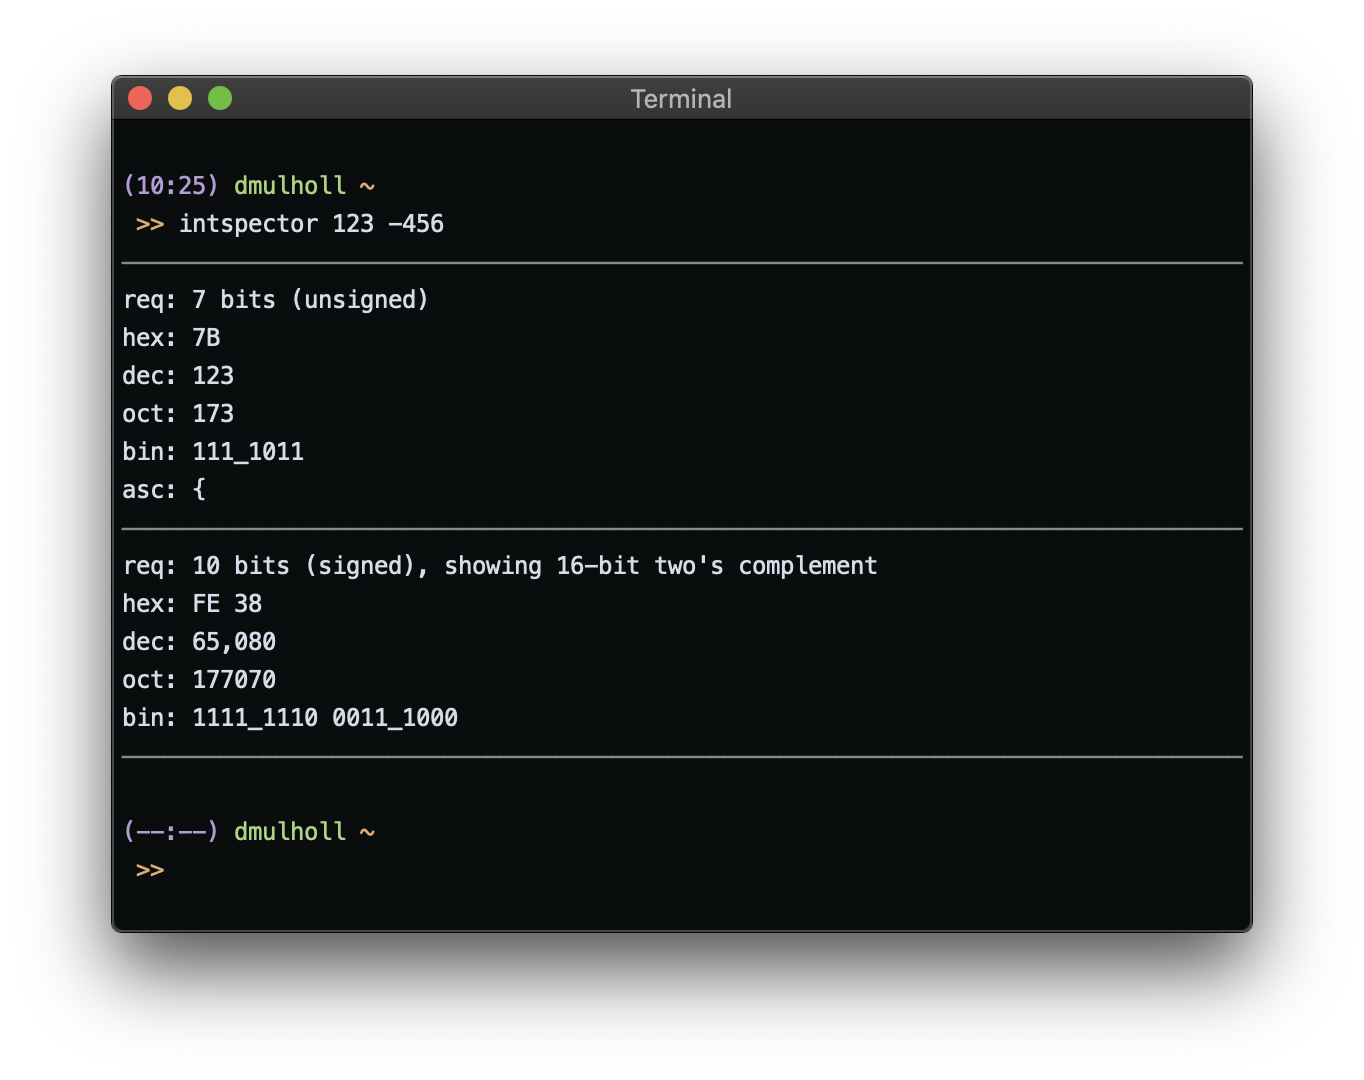 Terminal
(10:25) dmulholl ~
>> intspector 123 -456
req: 7 bits (unsigned)
hex: 7B
dec: 123
oct: 173
bin: 111_1011
asc: {
req: 10 bits (signed), showing 16-bit two's complement
hex: FE 38
dec: 65,080
oct: 177070
bin: 1111_1110 0011_1000
(--:--) dmulholl ~
>>